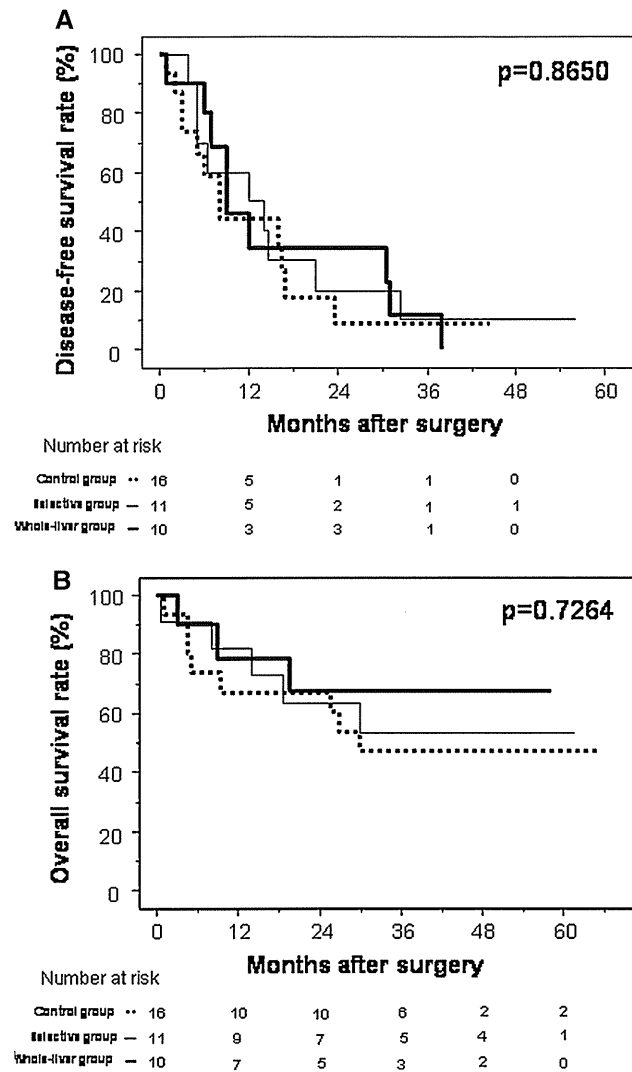 A
Disease-free survival rate (%)
100
80
60
40
20
0
p=0.8650
0 12 24 36 48 60
Months after surgery
Number at risk
Control group 16 5 1 1 0
Selective group 11 5 2 1 1
Whole-liver group 10 3 3 1 0
B
Overall survival rate (%)
100
80
60
40
20
0
p=0.7264
0 12 24 36 48 60
Months after surgery
Number at risk
Control group 16 10 10 6 2 2
Selective group 11 9 7 5 4 1
Whole-liver group 10 7 5 3 2 0